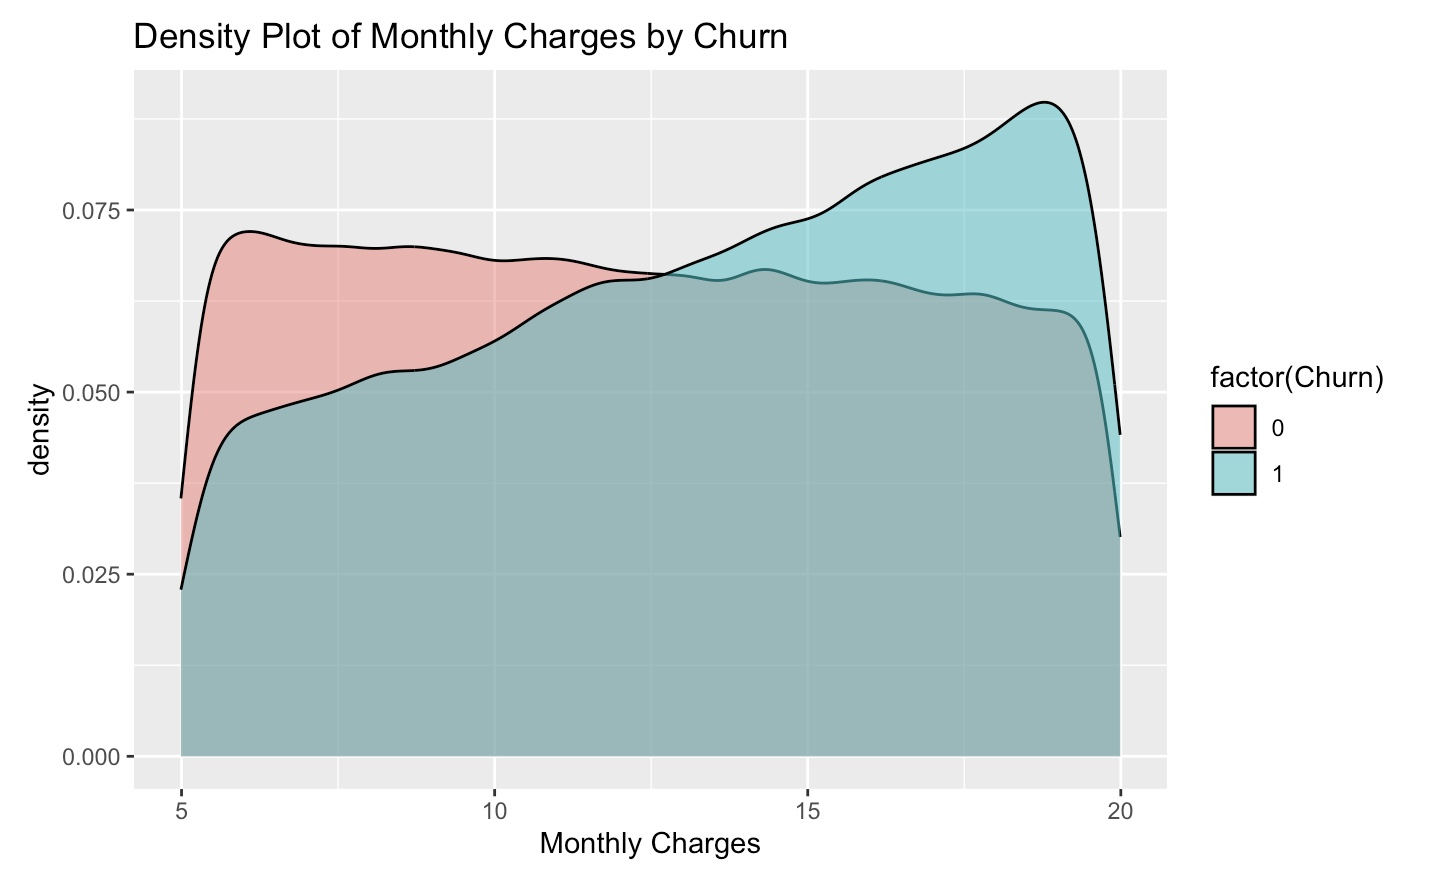 Density Plot of Monthly Charges by Churn
0.075
0.050
0.025
0.000
density
5 10 15 20
Monthly Charges
factor(Churn)
0
1